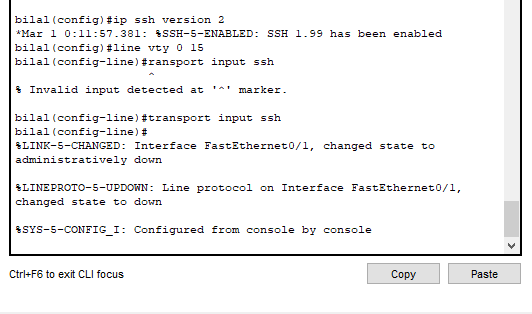 bilal(config)#ip ssh version 2
*Mar 1 0:11:57.381: %SSH-5-ENABLED: SSH 1.99 has been enabled
bilal(config)#line vty 0 15
bilal(config-line)#ransport input ssh
^
% Invalid input detected at '^' marker.
bilal(config-line)#transport input ssh
bilal(config-line)#
%LINK-5-CHANGED: Interface FastEthernet0/1, changed state to
administratively down
%LINEPROTO-5-UPDOWN: Line protocol on Interface FastEthernet0/1,
changed state to down
%SYS-5-CONFIG_I: Configured from console by console
Ctrl+F6 to exit CLI focus
Copy
Paste